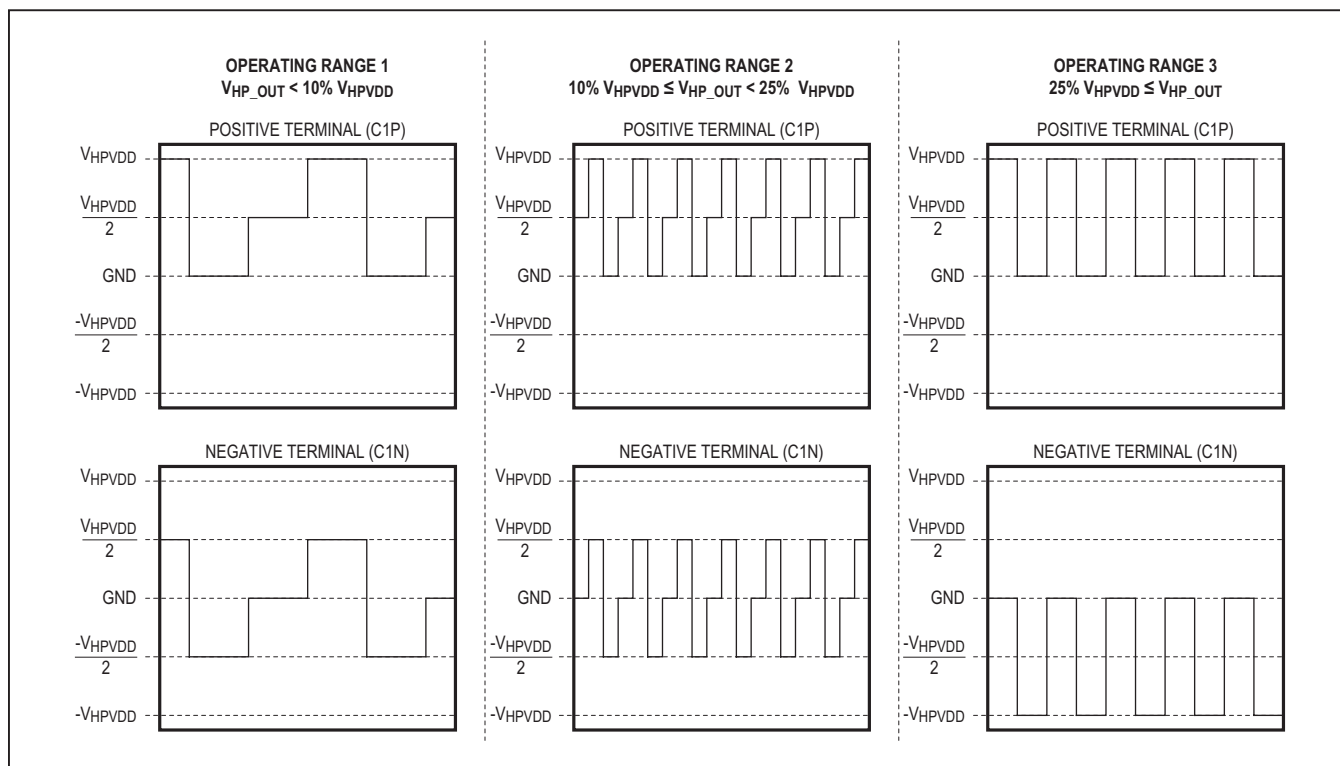 OPERATING RANGE 1
VHP_OUT < 10% VHPVDD
POSITIVE TERMINAL (C1P)
VHPVDD
VHPVDD
2
GND
-VHPVDD
2
-VHPVDD
NEGATIVE TERMINAL (C1N)
VHPVDD
VHPVDD
2
GND
-VHPVDD
2
-VHPVDD
OPERATING RANGE 2
10% VHPVDD ≤ VHP_OUT < 25% VHPVDD
POSITIVE TERMINAL (C1P)
VHPVDD
VHPVDD
2
GND
-VHPVDD
2
-VHPVDD
NEGATIVE TERMINAL (C1N)
VHPVDD
VHPVDD
2
GND
-VHPVDD
2
-VHPVDD
OPERATING RANGE 3
25% VHPVDD ≤ VHP_OUT
POSITIVE TERMINAL (C1P)
VHPVDD
VHPVDD
2
GND
-VHPVDD
2
-VHPVDD
NEGATIVE TERMINAL (C1N)
VHPVDD
VHPVDD
2
GND
-VHPVDD
2
-VHPVDD